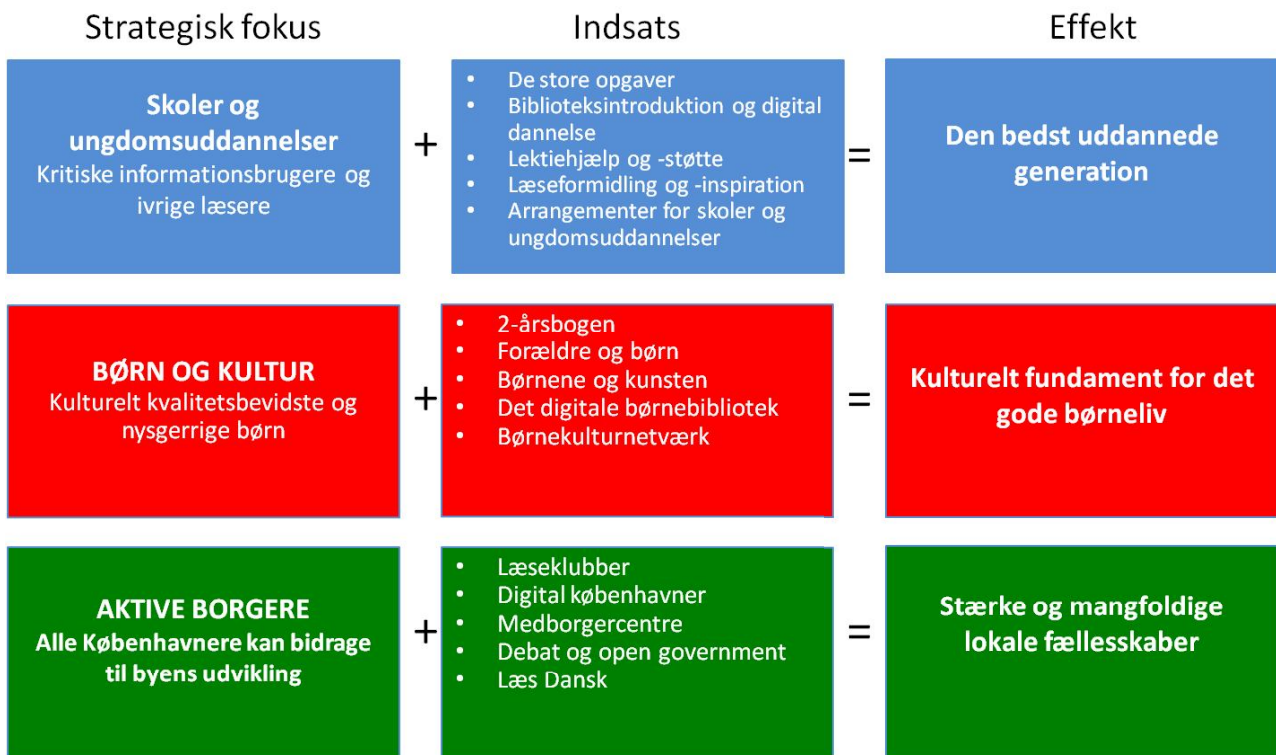 Strategisk fokus
Indsats
Effekt
Skoler og
ungdomsuddannelser
Kritiske informationsbrugere og
ivrige læsere
+
• De store opgaver
• Biblioteksintroduktion og digital
dannelse
• Lektiehjælp og -støtte
• Læseformidling og -inspiration
• Arrangementer for skoler og
ungdomsuddannelser
=
Den bedst uddannede
generation
BØRN OG KULTUR
Kulturelt kvalitetsbevidste og
nysgerrige børn
+
• 2-årsbogen
• Forældre og børn
• Børnene og kunsten
• Det digitale børnebibliotek
• Børnekulturnetværk
=
Kulturelt fundament for det
gode børneliv
AKTIVE BORGERE
Alle Københavnere kan bidrage
til byens udvikling
+
• Læseklubber
• Digital københavner
• Medborgercentre
• Debat og open government
• Læs Dansk
=
Stærke og mangfoldige
lokale fællesskaber